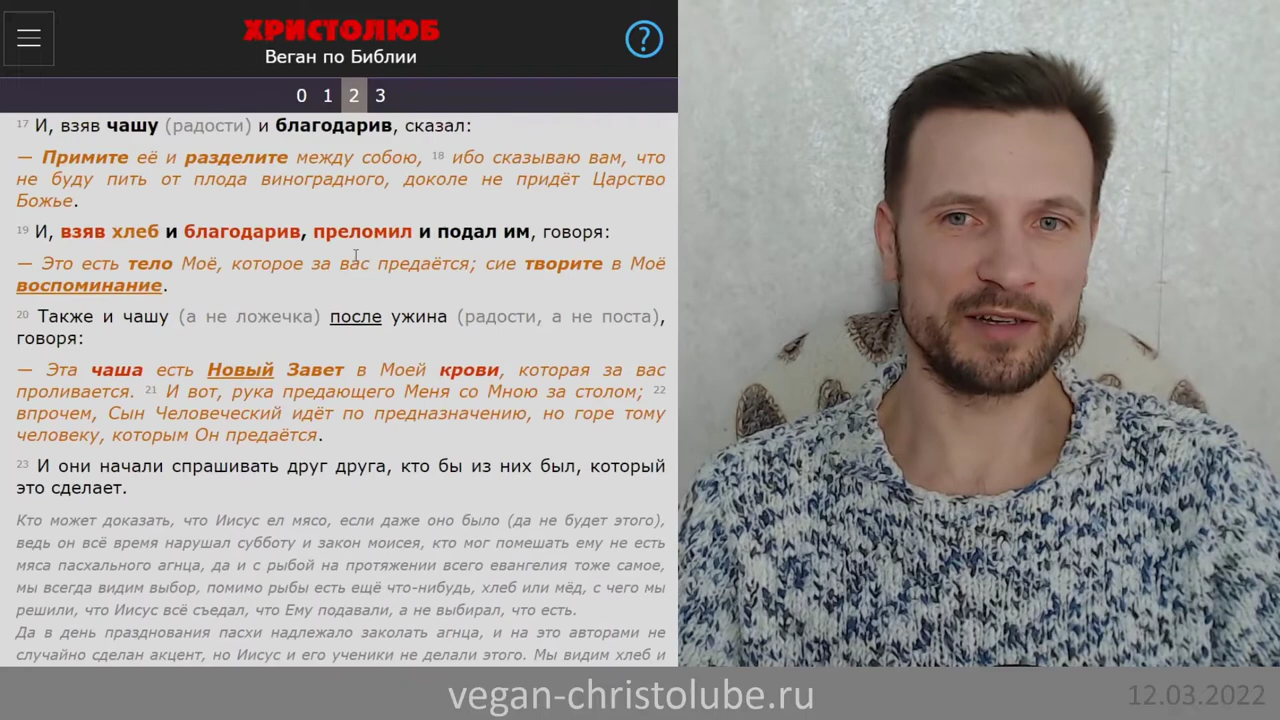 ХРИСТОЛЮБ
Веган по Библии
?
0 1 2 3
17 И, взяв чашу (радости) и благодарив, сказал:
— Примите её и разделите между собою, 18 ибо сказываю вам, что
не буду пить от плода виноградного, доколе не придёт Царство
Божье.
19 И, взяв хлеб и благодарив, преломил и подал им, говоря:
— Это есть тело Моё, которое за вас предаётся; сие творите в Моё
воспоминание.
20 Также и чашу (а не ложечка) после ужина (радости, а не поста),
говоря:
— Эта чаша есть Новый Завет в Моей крови, которая за вас
проливается. 21 И вот, рука предающего Меня со Мною за столом; 22
впрочем, Сын Человеческий идёт по предназначению, но горе тому
человеку, которым Он предаётся.
23 И они начали спрашивать друг друга, кто бы из них был, который
это сделает.
Кто может доказать, что Иисус ел мясо, если даже оно было (да не будет этого),
ведь он всё время нарушал субботу и закон моисея, кто мог помешать ему не есть
мяса пасхального агнца, да и с рыбой на протяжении всего евангелия тоже самое,
мы всегда видим выбор, помимо рыбы есть ещё что-нибудь, хлеб или мёд, с чего мы
решили, что Иисус всё съедал, что Ему подавали, а не выбирал, что есть.
Да в день празднования пасхи надлежало заколать агнца, и на это авторами не
случайно сделан акцент, но Иисус и его ученики не делали этого. Мы видим хлеб и
vegan-christolube.ru
12.03.2022